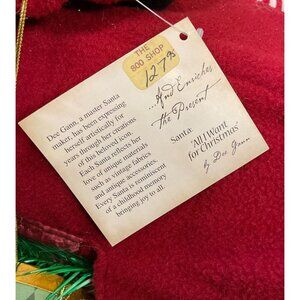 THE
800 SHOP
127 95
...And Enriches
the Present
Dee Gann, a master Santa
maker, has been expressing
herself artistically for
years through her creations
of this beloved icon.
Each Santa reflects her
love of unique materials
such as vintage fabrics
and antique accessories.
Every Santa is reminiscent
of a childhood memory
bringing joy to all.
Santa:
"All I Want
for Christmas"
by Dee Gann